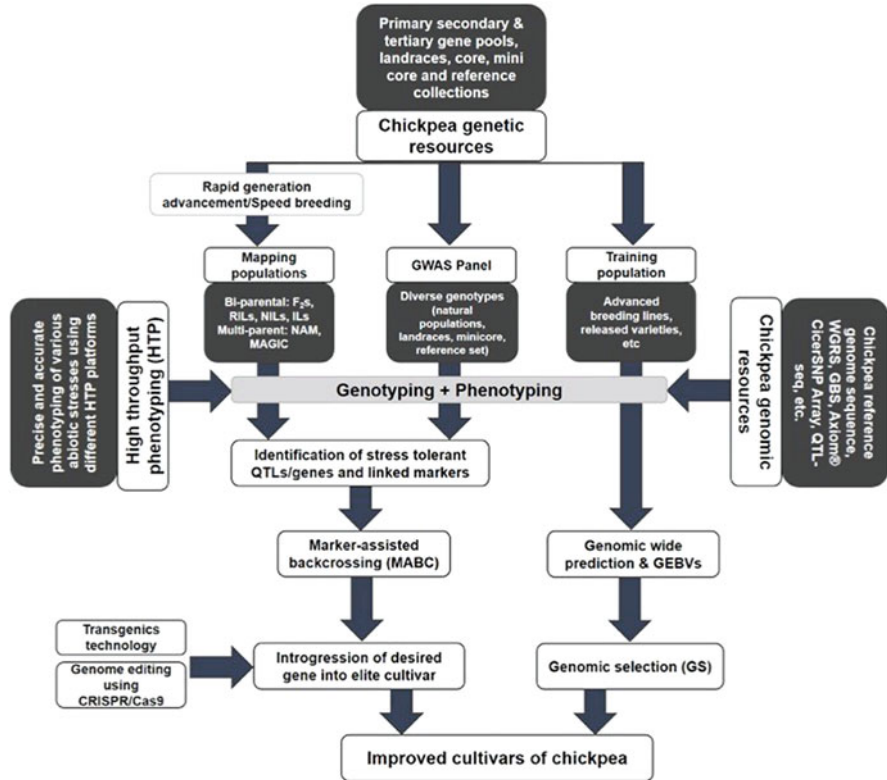 Primary secondary
& tertiary gene pools,
landraces, core, mini
core and reference
collections
Chickpea genetic
resources
Rapid generation
advancement/Speed breeding
Mapping
populations
GWAS Panel
Training
population
Bi-parental: F₂s,
RILs, NILs, ILs
Multi-parent: NAM,
MAGIC
Diverse genotypes
(natural
populations,
landraces, minicore,
reference set)
Advanced
breeding lines,
released varieties,
etc
Precise and accurate
phenotyping of various
abiotic stresses using
different HTP platforms
High throughput
phenotyping (HTP)
Genotyping + Phenotyping
Chickpea genomic
resources
Chickpea reference
genome sequence,
WGRS, GBS, Axiom®
CicerSNP Array, QTL-
seq, etc.
Identification of stress tolerant
QTLs/genes and linked markers
Marker-assisted
backcrossing (MABC)
Genomic wide
prediction & GEBVs
Transgenics
technology
Genome editing
using
CRISPR/Cas9
Introgression of desired
gene into elite cultivar
Genomic selection (GS)
Improved cultivars of chickpea